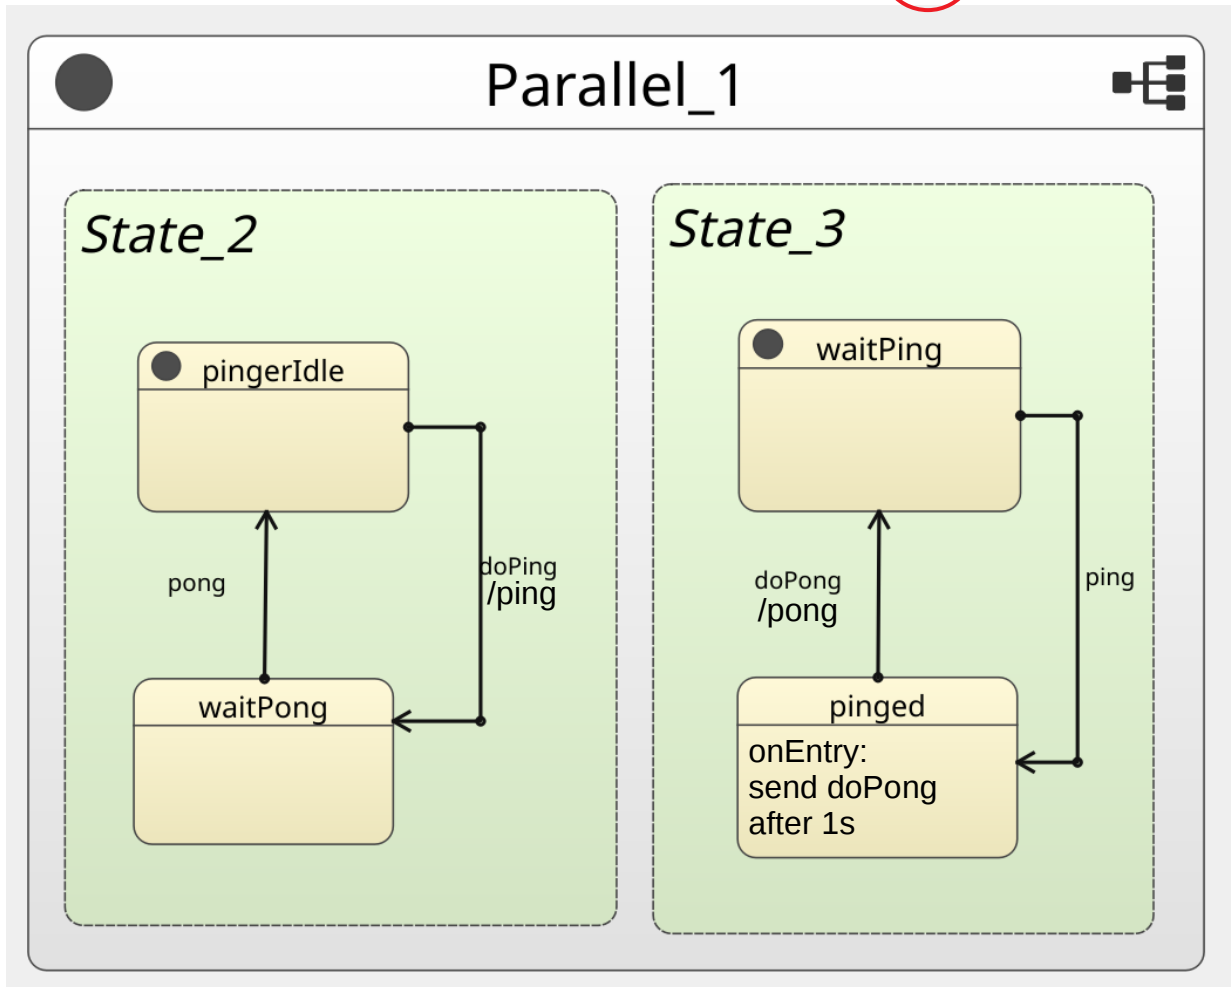 Parallel_1
State_2
pingerIdle
doPing
/ping
pong
waitPong
State_3
waitPing
ping
doPong
/pong
pinged
onEntry:
send doPong
after 1s